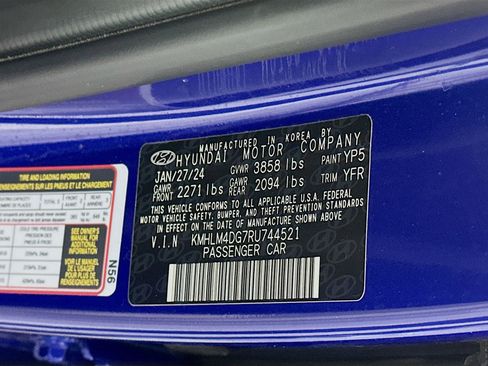 MANUFACTURED IN KOREA BY
HYUNDAI MOTOR COMPANY
JAN/27/24 GVWR 3858 lbs PAINT YP5
GAWR FRONT 2271 lbs GAWR REAR 2094 lbs TRIM YFR
THIS VEHICLE CONFORMS TO ALL APPLICABLE U.S.A. FEDERAL
MOTOR VEHICLE SAFETY, BUMPER, AND THEFT PREVENTION
STANDARDS IN EFFECT ON THE DATE OF MANUFACTURE SHOWN ABOVE.
V.I.N KMHLM4DG7RU744521
PASSENGER CAR
TIRE AND LOADING INFORMATION
RENSEIGNEMENTS SUR LES PNEUS ET LE CHARGEMENT
SEE OWNER'S
MANUAL FOR
ADDITIONAL
INFORMATION
VOIR LE MANUEL
DE L'USAGER
POUR PLUS DE
RENSEIGNEMENTS
N56